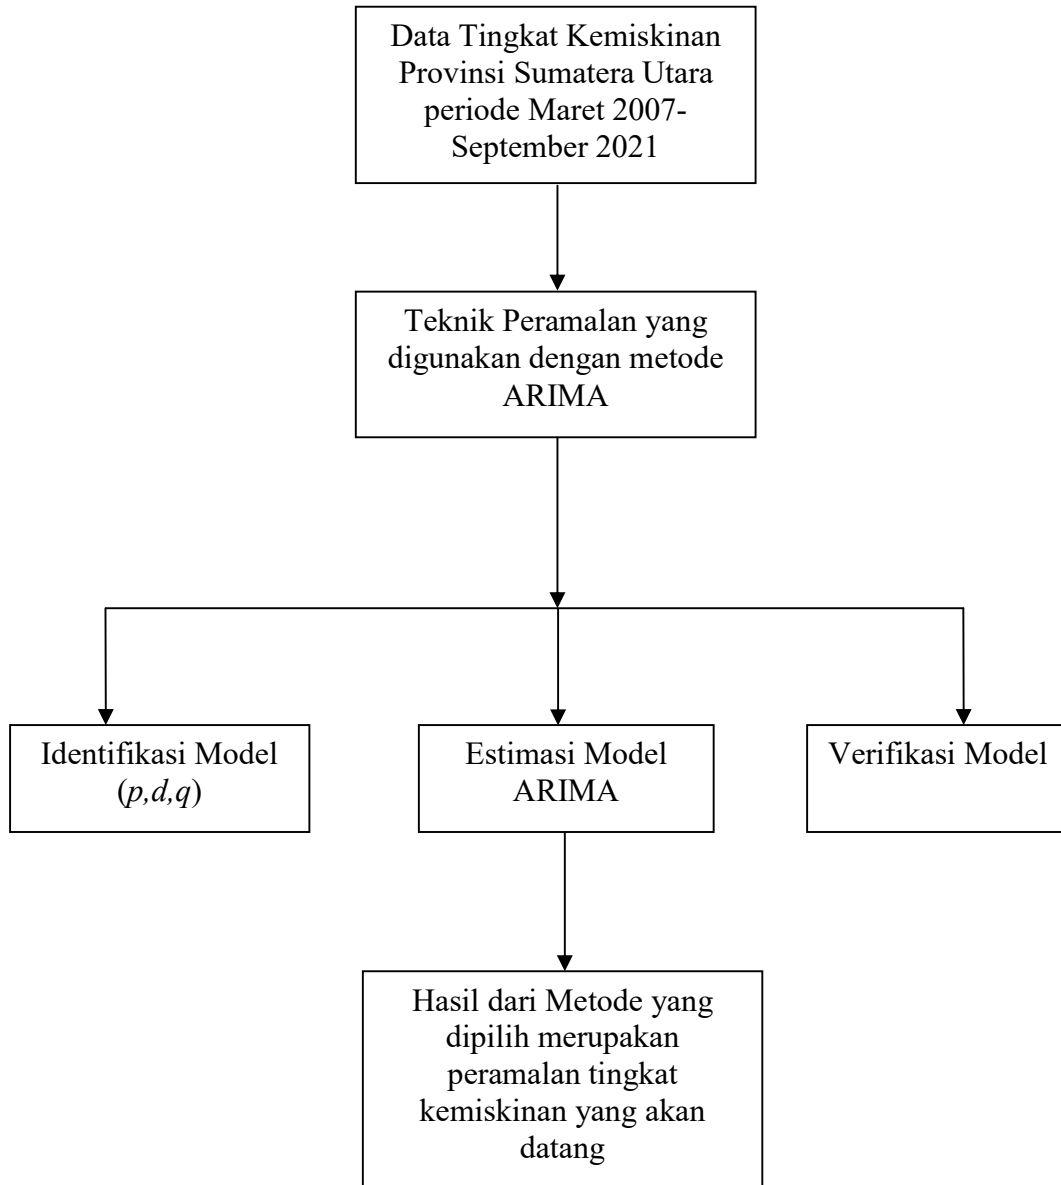 Data Tingkat Kemiskinan
Provinsi Sumatera Utara
periode Maret 2007-
September 2021
Teknik Peramalan yang
digunakan dengan metode
ARIMA
Identifikasi Model
(p,d,q)
Estimasi Model
ARIMA
Verifikasi Model
Hasil dari Metode yang
dipilih merupakan
peramalan tingkat
kemiskinan yang akan
datang